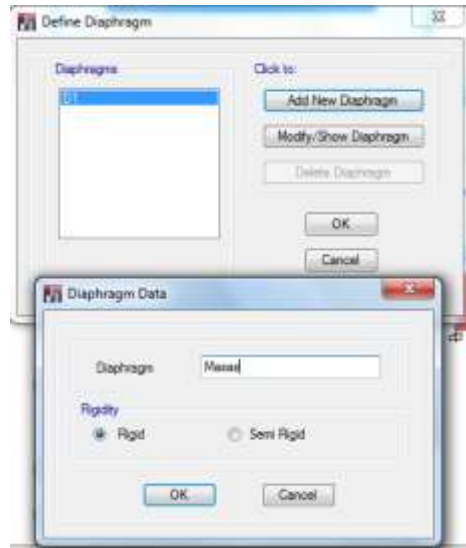 Define Diaphragm
Diaphragms
D1
Click to:
Add New Diaphragm
Modify/Show Diaphragm
Delete Diaphragm
OK
Cancel
Diaphragm Data
Diaphragm
Rigidity
Rigid
Semi Rigid
OK
Cancel